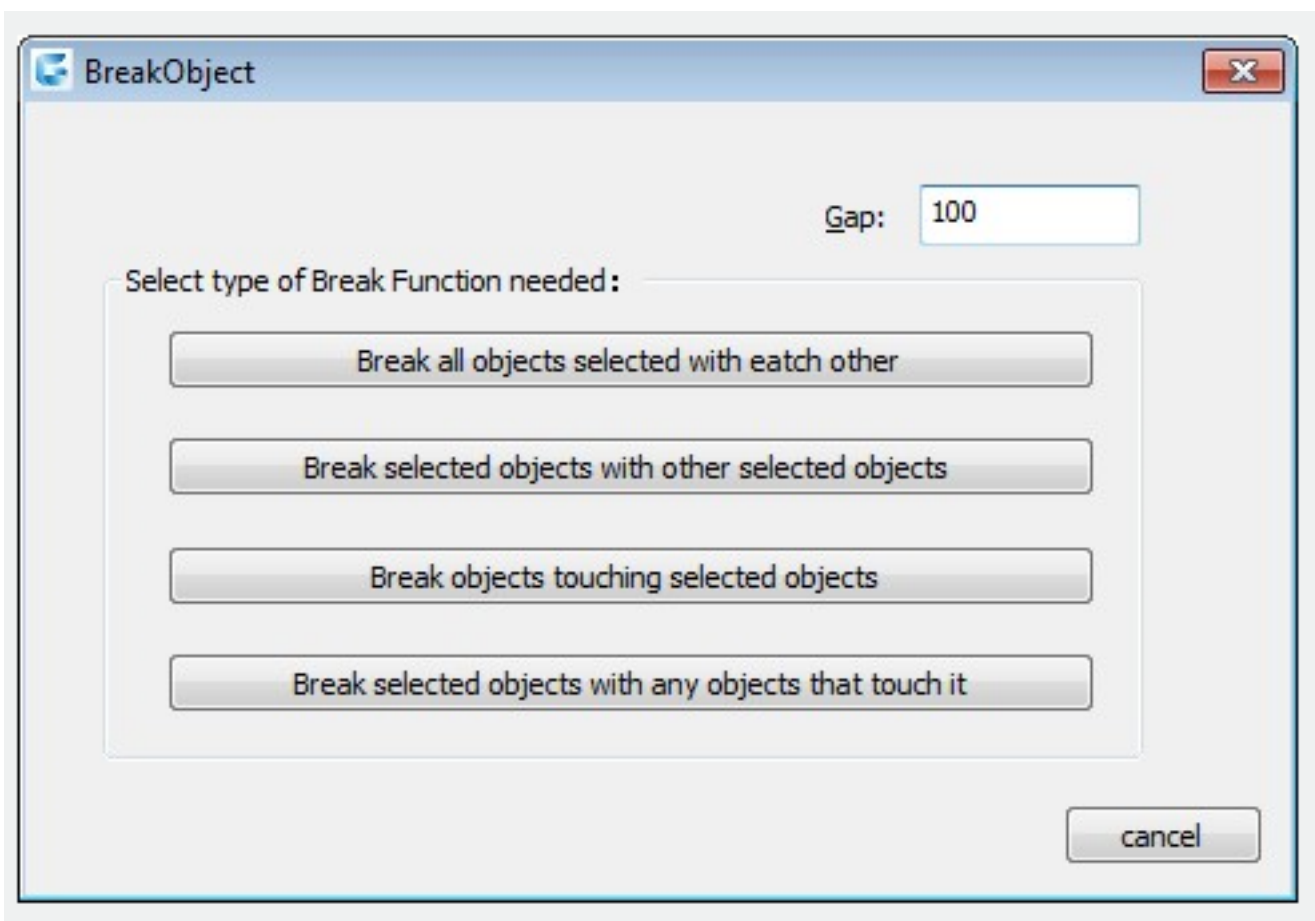 BreakObject
Gap:
100
Select type of Break Function needed:
Break all objects selected with eatch other
Break selected objects with other selected objects
Break objects touching selected objects
Break selected objects with any objects that touch it
cancel